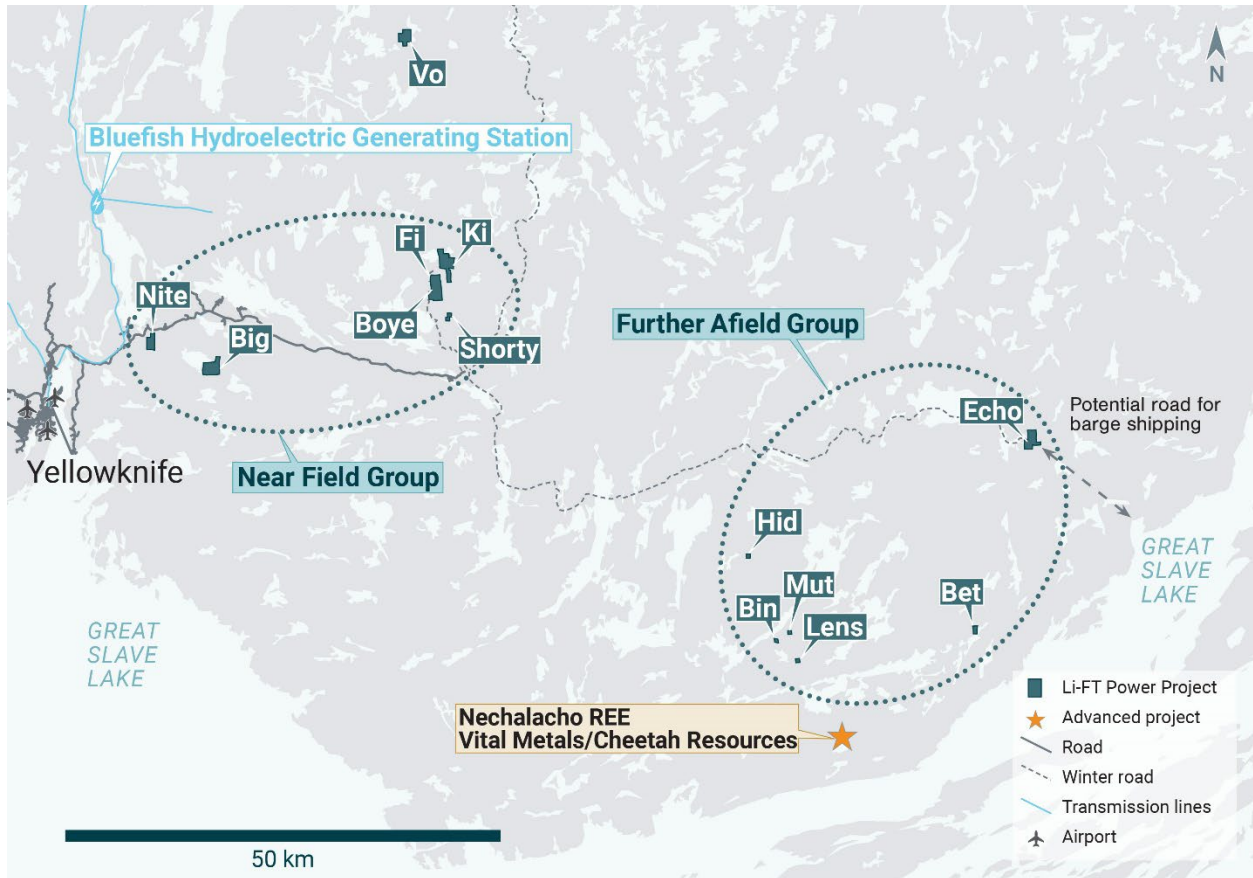 Vo
N
Bluefish Hydroelectric Generating Station
Fi
Ki
Nite
Big
Boye
Shorty
Further Afield Group
Echo
Potential road for
barge shipping
Yellowknife
Near Field Group
Hid
GREAT
SLAVE
LAKE
Mut
Bin
Lens
Bet
GREAT
SLAVE
LAKE
Nechalacho REE
Vital Metals/Cheetah Resources
Li-FT Power Project
Advanced project
Road
Winter road
Transmission lines
Airport
50 km